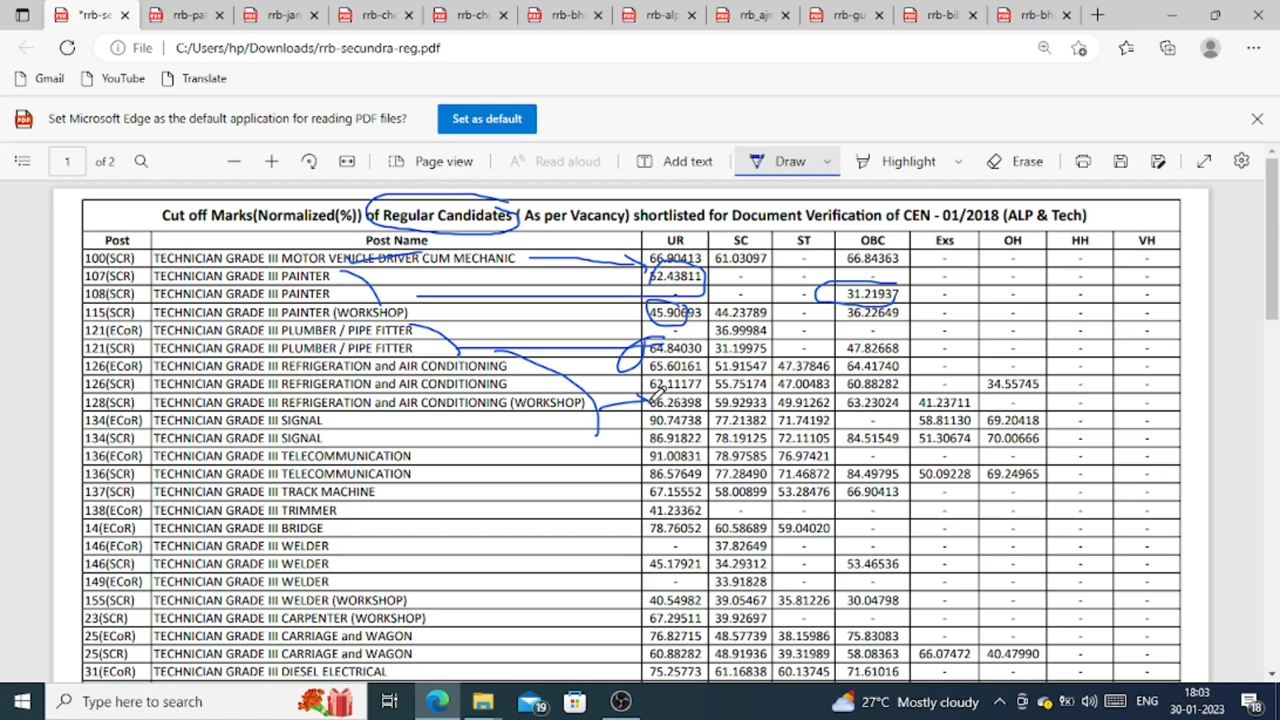 *rrb-se
rrb-pat
rrb-jan
rrb-che
rrb-cha
rrb-bho
rrb-alp
rrb_ajn
rrb-gu
rrb-bil
rrb-bh
File C:/Users/hp/Downloads/rrb-secundra-reg.pdf
Gmail YouTube Translate
Set Microsoft Edge as the default application for reading PDF files? Set as default
1 of 2 Page view Read aloud Add text Draw Highlight Erase
Cut off Marks(Normalized(%)) of Regular Candidates ( As per Vacancy) shortlisted for Document Verification of CEN - 01/2018 (ALP & Tech)
Post Post Name UR SC ST OBC Exs OH HH VH
100(SCR) TECHNICIAN GRADE III MOTOR VEHICLE DRIVER CUM MECHANIC 66.90413 61.03097 - 66.84363 - - - -
107(SCR) TECHNICIAN GRADE III PAINTER 52.43811 - - - - - - -
108(SCR) TECHNICIAN GRADE III PAINTER - - - 31.21937 - - - -
115(SCR) TECHNICIAN GRADE III PAINTER (WORKSHOP) 45.90693 44.23789 - 36.22649 - - - -
121(ECoR) TECHNICIAN GRADE III PLUMBER / PIPE FITTER - 36.99984 - - - - - -
121(SCR) TECHNICIAN GRADE III PLUMBER / PIPE FITTER 64.84030 31.19975 - 47.82668 - - - -
126(ECoR) TECHNICIAN GRADE III REFRIGERATION and AIR CONDITIONING 65.60161 51.91547 47.37846 64.41740 - - - -
126(SCR) TECHNICIAN GRADE III REFRIGERATION and AIR CONDITIONING 62.11177 55.75174 47.00483 60.88282 - 34.55745 - -
128(SCR) TECHNICIAN GRADE III REFRIGERATION and AIR CONDITIONING (WORKSHOP) 66.26398 59.92933 49.91262 63.23024 41.23711 - - -
134(ECoR) TECHNICIAN GRADE III SIGNAL 90.74738 77.21382 71.74192 - 58.81130 69.20418 - -
134(SCR) TECHNICIAN GRADE III SIGNAL 86.91822 78.19125 72.11105 84.51549 51.30674 70.00666 - -
136(ECoR) TECHNICIAN GRADE III TELECOMMUNICATION 91.00831 78.97585 76.97421 - - - - -
136(SCR) TECHNICIAN GRADE III TELECOMMUNICATION 86.57649 77.28490 71.46872 84.49795 50.09228 69.24965 - -
137(SCR) TECHNICIAN GRADE III TRACK MACHINE 67.15552 58.00899 53.28476 66.90413 - - - -
138(ECoR) TECHNICIAN GRADE III TRIMMER 41.23362 - - - - - - -
14(ECoR) TECHNICIAN GRADE III BRIDGE 78.76052 60.58689 59.04020 - - - - -
146(ECoR) TECHNICIAN GRADE III WELDER - 37.82649 - - - - - -
146(SCR) TECHNICIAN GRADE III WELDER 45.17921 34.29312 - 53.46536 - - - -
149(ECoR) TECHNICIAN GRADE III WELDER - 33.91828 - - - - - -
155(SCR) TECHNICIAN GRADE III WELDER (WORKSHOP) 40.54982 39.05467 35.81226 30.04798 - - - -
23(SCR) TECHNICIAN GRADE III CARPENTER (WORKSHOP) 67.29511 39.92697 - - - - - -
25(ECoR) TECHNICIAN GRADE III CARRIAGE and WAGON 76.82715 48.57739 38.15986 75.83083 - - - -
25(SCR) TECHNICIAN GRADE III CARRIAGE and WAGON 60.88282 48.91936 39.31989 58.08363 66.07472 40.47990 - -
31(ECoR) TECHNICIAN GRADE III DIESEL ELECTRICAL 75.25773 61.16838 60.13745 71.61016 - - - -
Type here to search 19 27°C Mostly cloudy ENG 18:03
30-01-2023 18